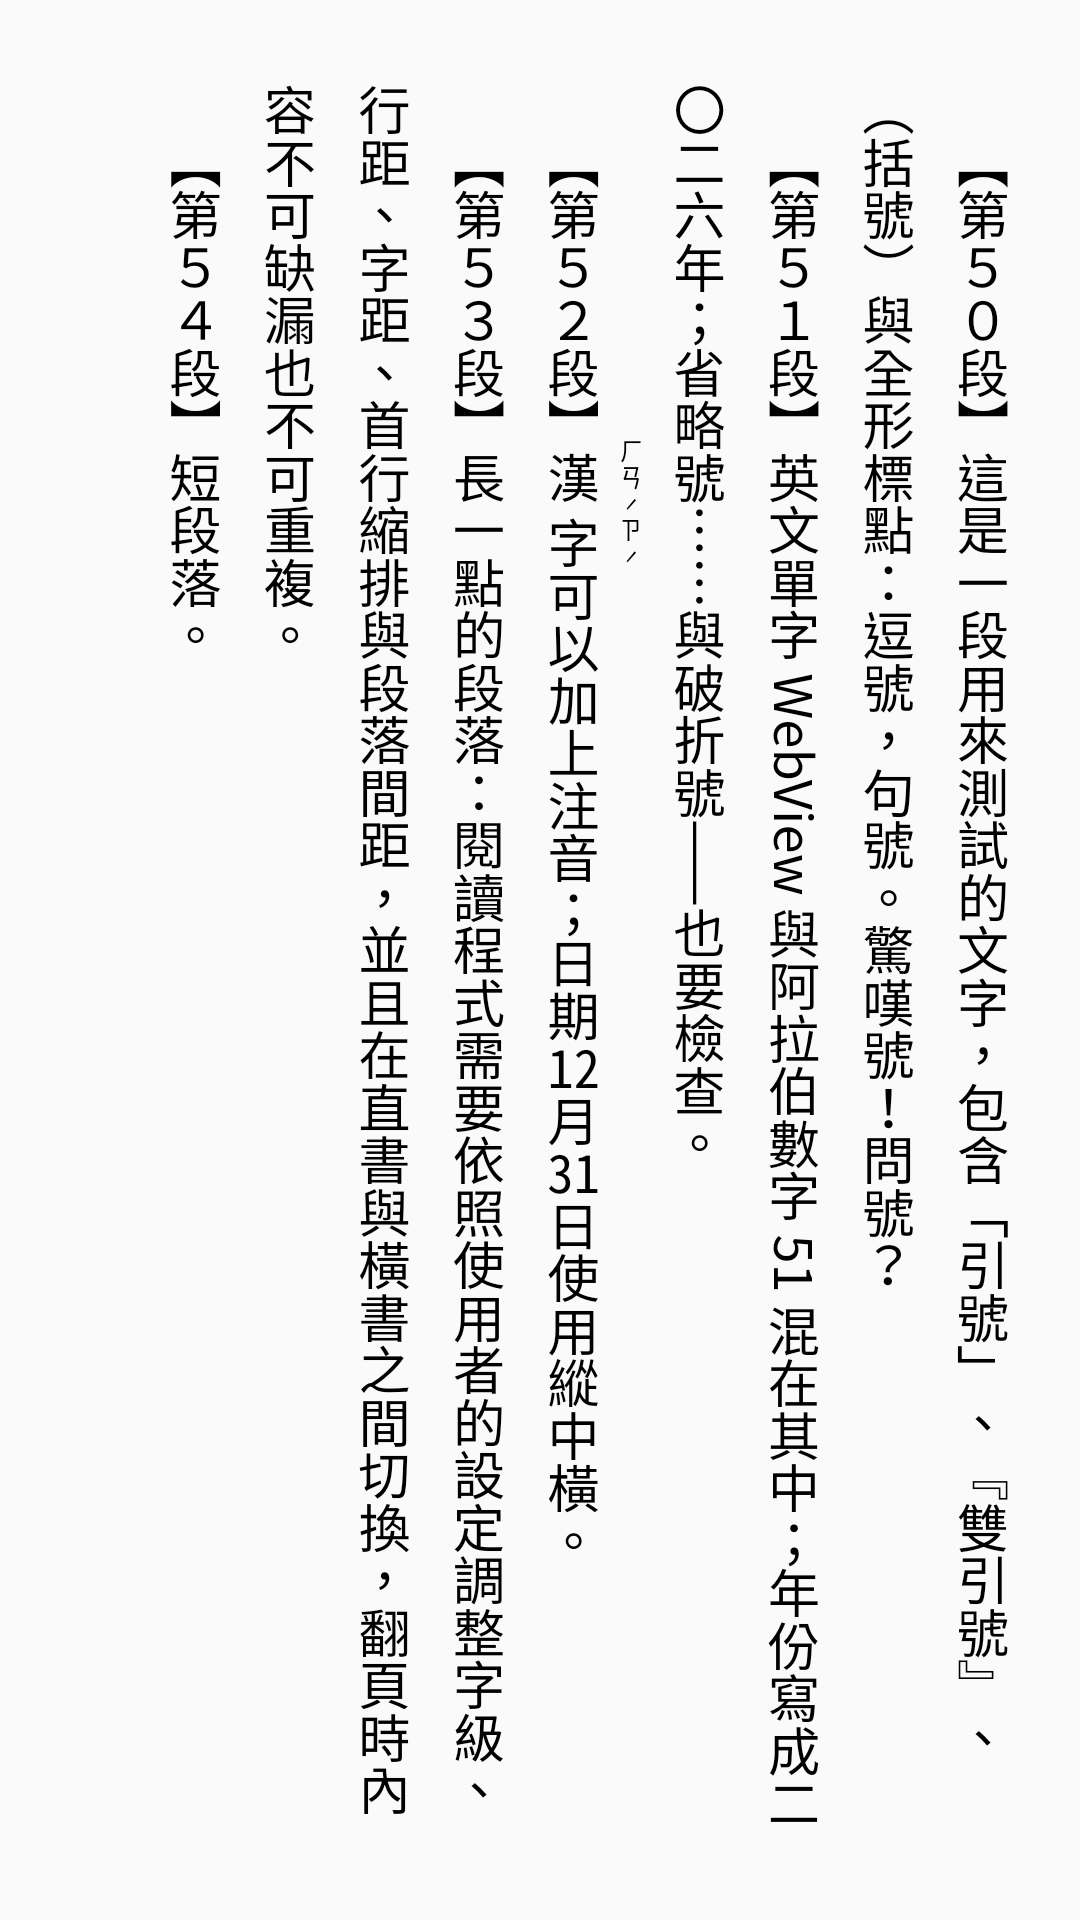 【第５０段】這是一段用來測試的文字，包含「引號」、『雙引號』、
（括號）與全形標點：逗號，句號。驚嘆號！問號？
【第５１段】英文單字 WebView 與阿拉伯數字 51 混在其中；年份寫成二
〇二六年；省略號……與破折號——也要檢查。
ㄏㄢˊㄗˊ
【第５２段】漢字可以加上注音；日期12月31日使用縱中橫。
【第５３段】長一點的段落：閱讀程式需要依照使用者的設定調整字級、
行距、字距、首行縮排與段落間距，並且在直書與橫書之間切換，翻頁時內
容不可缺漏也不可重複。
【第５４段】短段落。